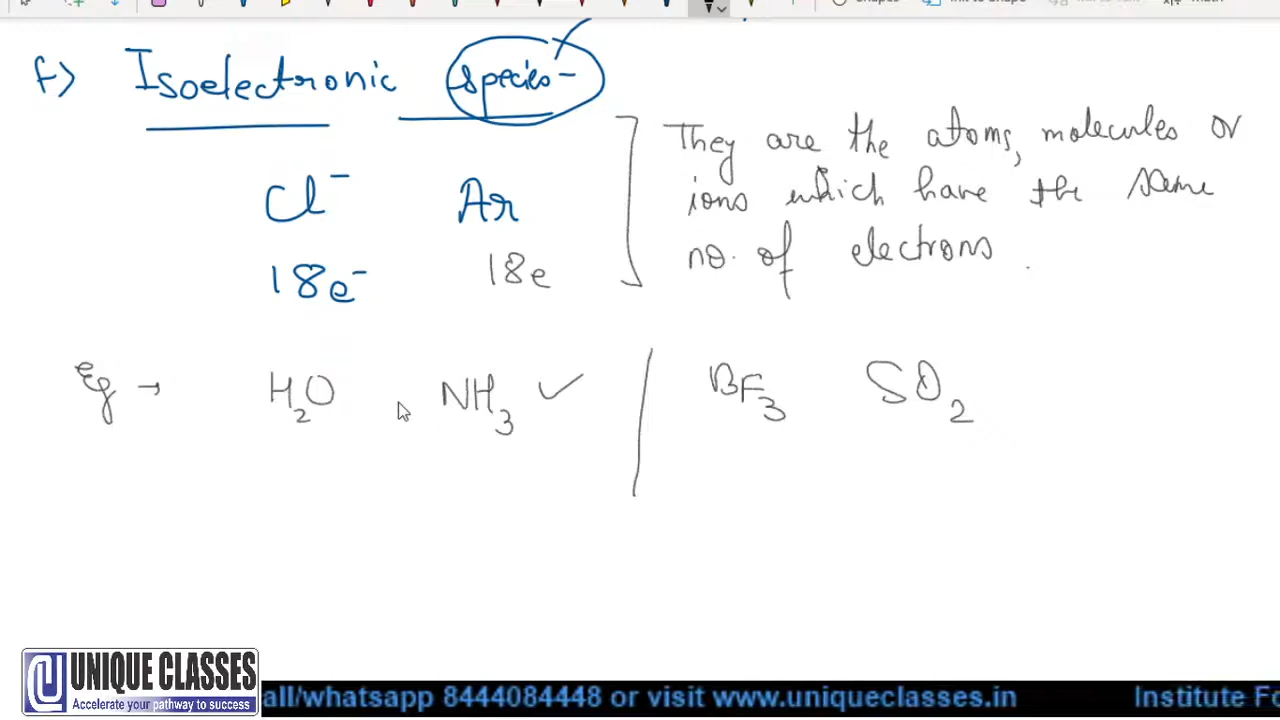 f) Isoelectronic species-
Cl⁻ Ar
18e⁻ 18e
They are the atoms, molecules or
ions which have the same
no. of electrons.
Eg → H₂O , NH₃ ✓ BF₃ SO₂
UNIQUE CLASSES
Accelerate your pathway to success
all/whatsapp 8444084448 or visit www.uniqueclasses.in Institute Fo